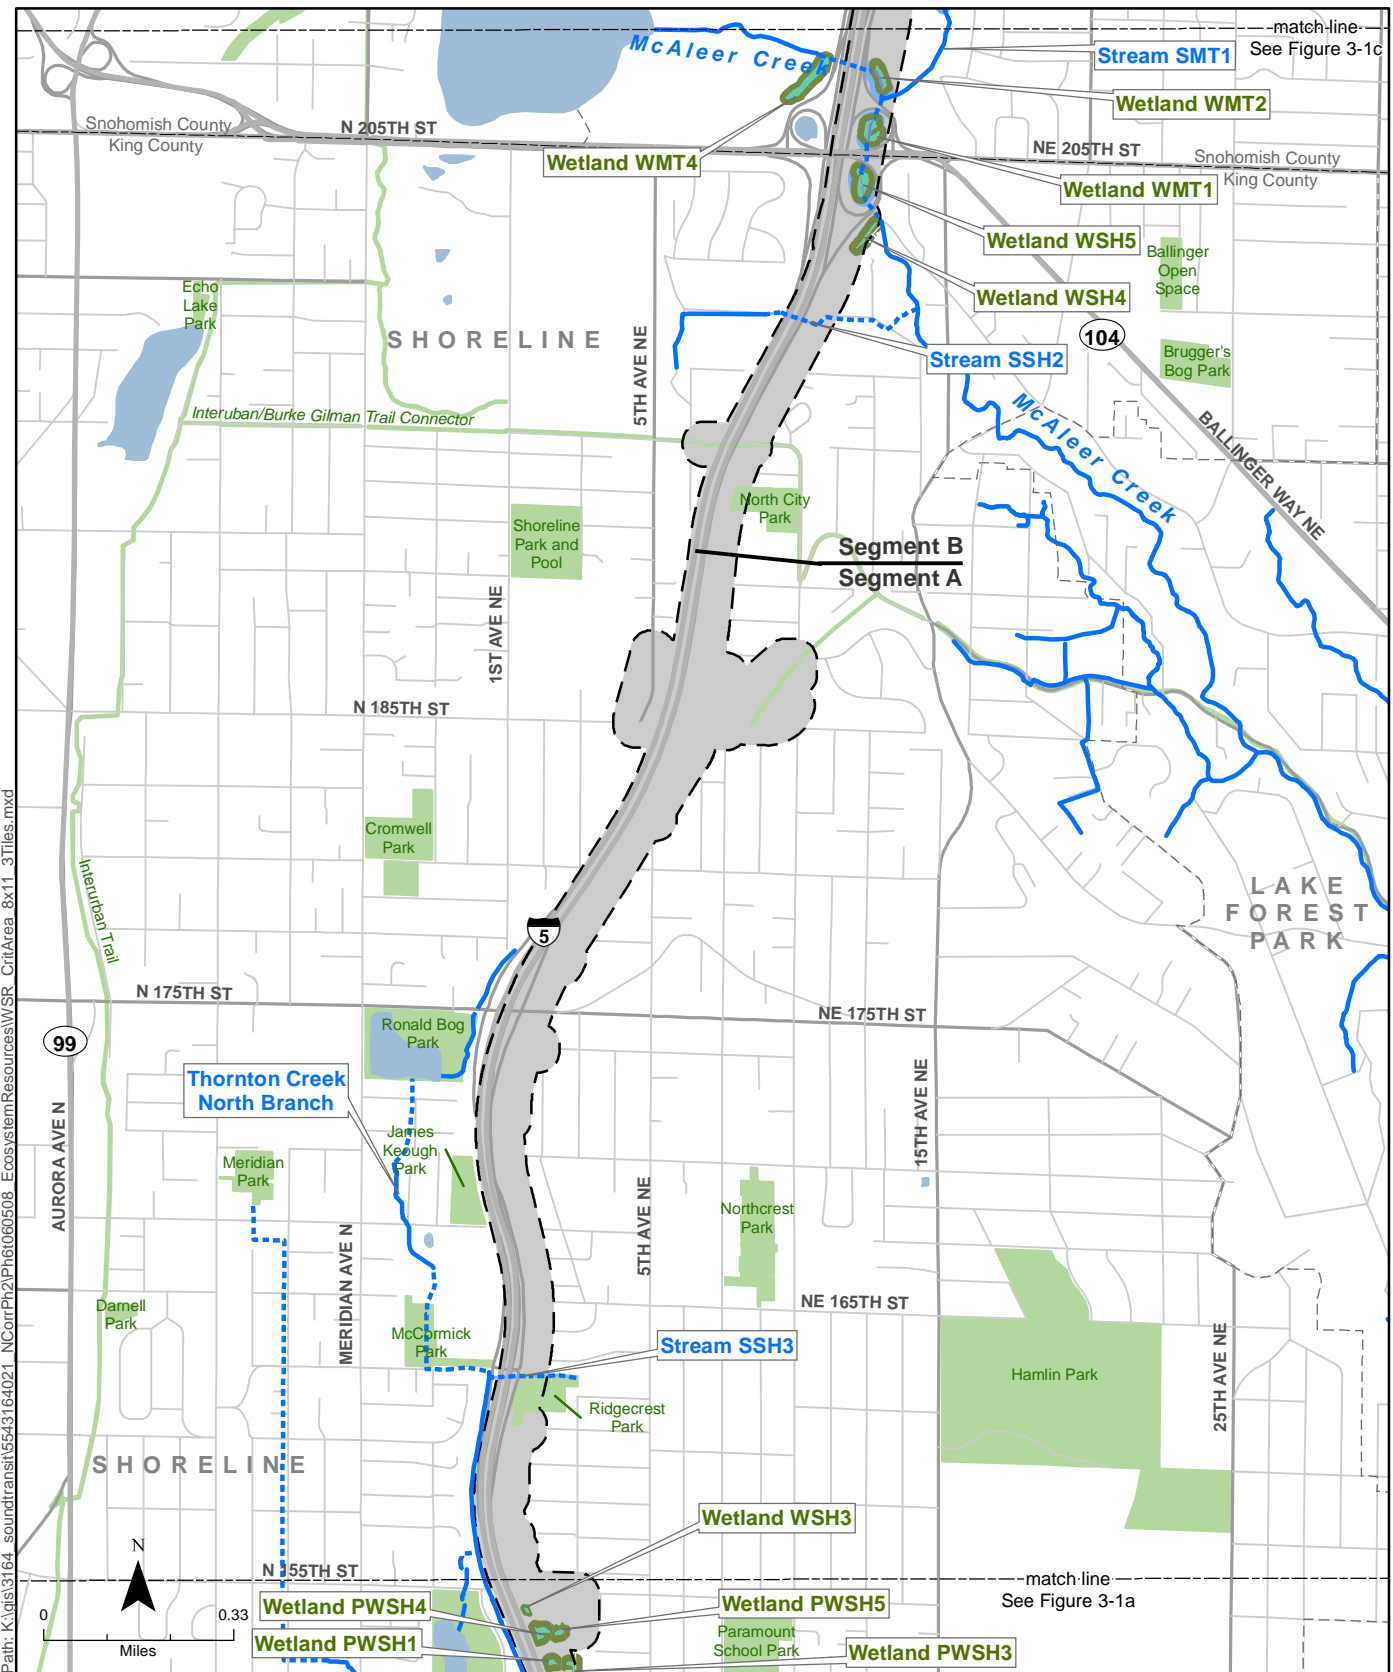 match line
See Figure 3-1c
McAleer Creek
Stream SMT1
Wetland WMT2
Snohomish County
King County
N 205TH ST
Wetland WMT4
NE 205TH ST
Snohomish County
King County
Wetland WMT1
Wetland WSH5
Ballinger
Open
Space
Echo
Lake
Park
Wetland WSH4
SHORELINE
5TH AVE NE
104
Stream SSH2
Brugger's
Bog Park
McAleer Creek
BALLINGER WAY NE
Interuban/Burke Gilman Trail Connector
North City
Park
Shoreline
Park and
Pool
Segment B
Segment A
1ST AVE NE
N 185TH ST
Cromwell
Park
Interurban Trail
LAKE
FOREST
PARK
5
N 175TH ST
Ronald Bog
Park
NE 175TH ST
99
Thornton Creek
North Branch
AURORA AVE N
James
Keough
Park
15TH AVE NE
Meridian
Park
MERIDIAN AVE N
5TH AVE NE
Northcrest
Park
Darnell
Park
NE 165TH ST
McCormick
Park
Stream SSH3
25TH AVE NE
Hamlin Park
Ridgecrest
Park
SHORELINE
Wetland WSH3
N
N 155TH ST
match line
See Figure 3-1a
0
0.33
Miles
Wetland PWSH4
Wetland PWSH5
Paramount
School Park
Wetland PWSH1
Wetland PWSH3
Path: K:\gis\3164_soundtransit\5543164021_NCorrPh2\Ph6t060508_EcosystemResources\WSR_CritArea_8x11_3Tiles.mxd